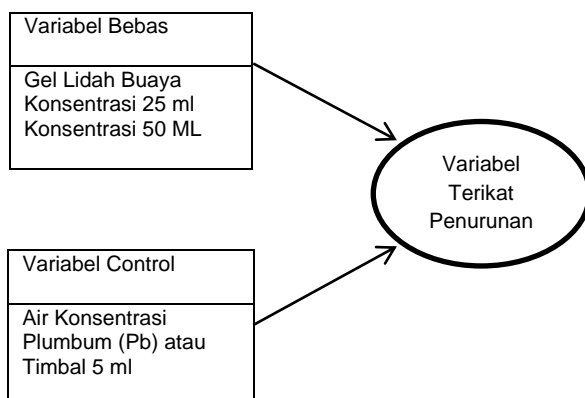 Variabel Bebas
Gel Lidah Buaya
Konsentrasi 25 ml
Konsentrasi 50 ML
Variabel
Terikat
Penurunan
Variabel Control
Air Konsentrasi
Plumbum (Pb) atau
Timbal 5 ml